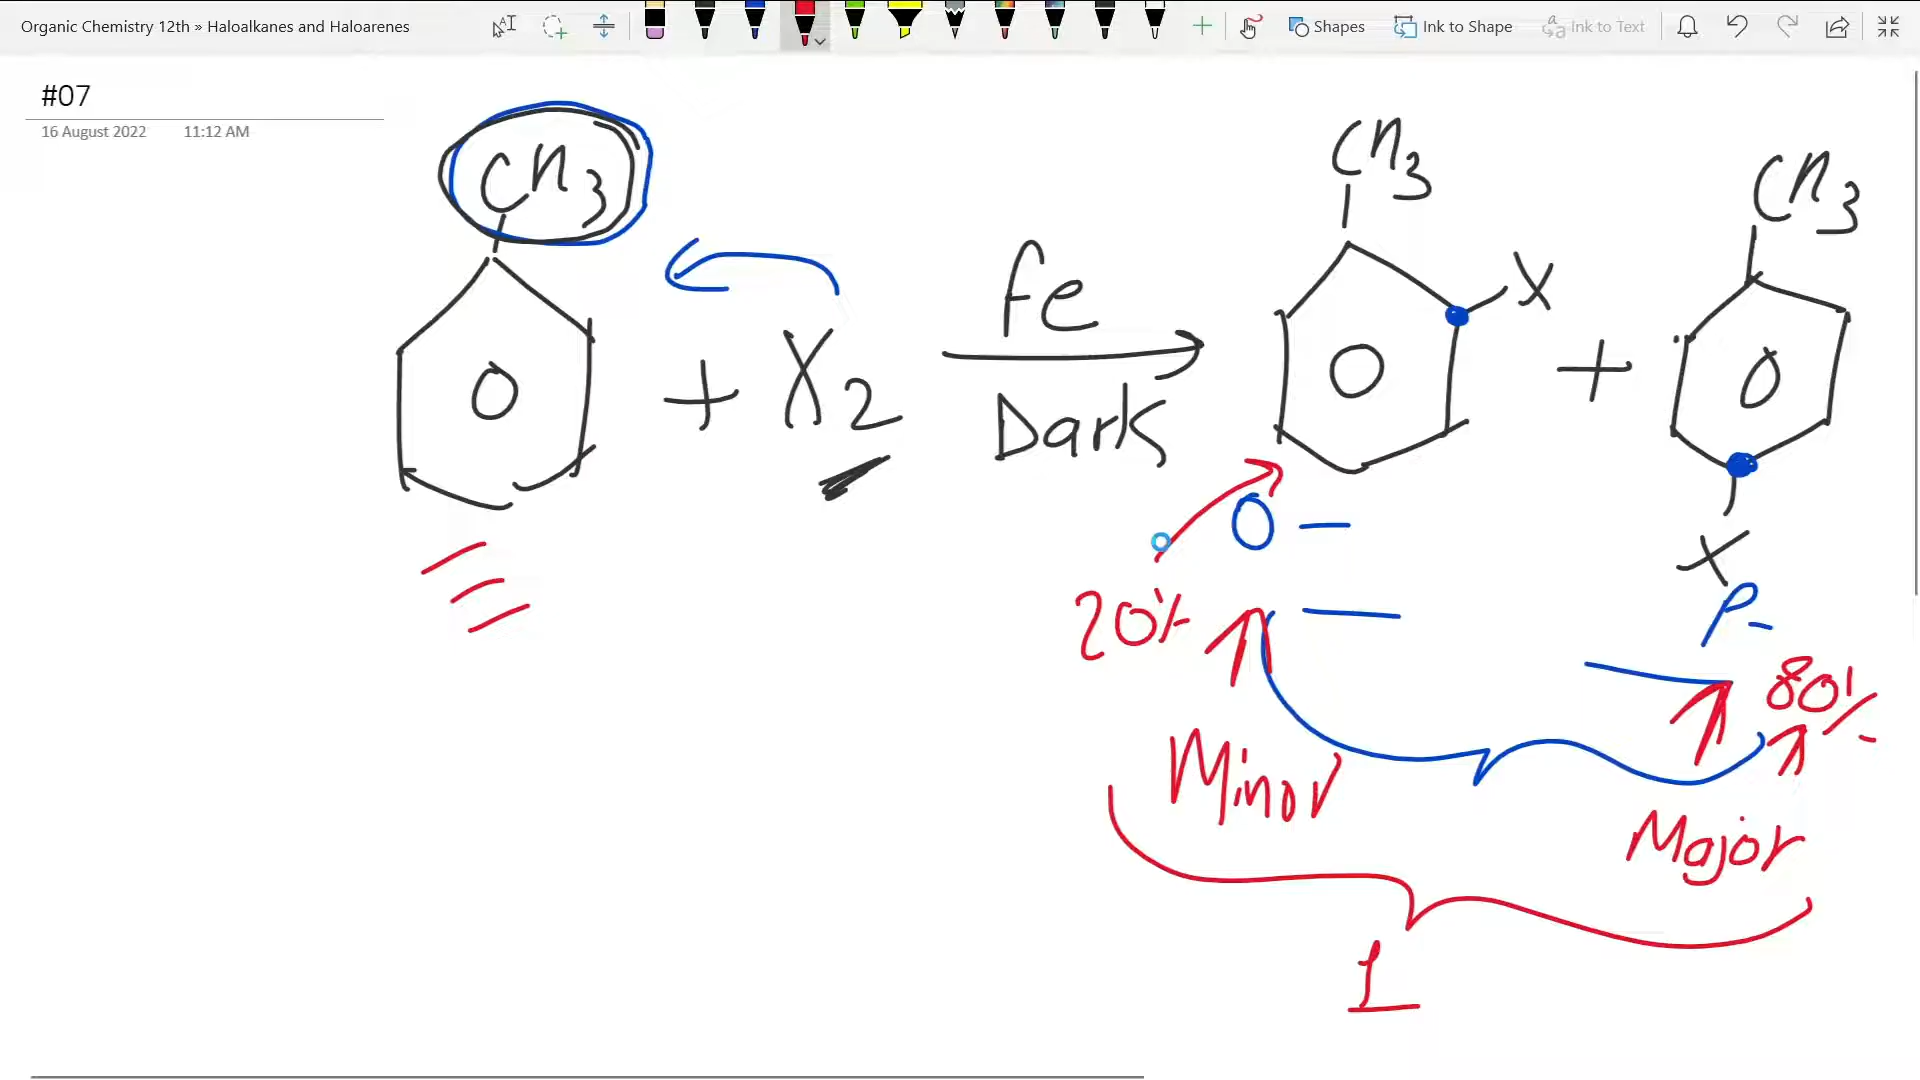 Organic Chemistry 12th » Haloalkanes and Haloarenes
Shapes
Ink to Shape
Ink to Text
#07
16 August 2022 11:12 AM
CH3
+ X2
Fe
Dark
CH3
X
+
CH3
X
O -
P-
20%
80%
Minor
Major
1